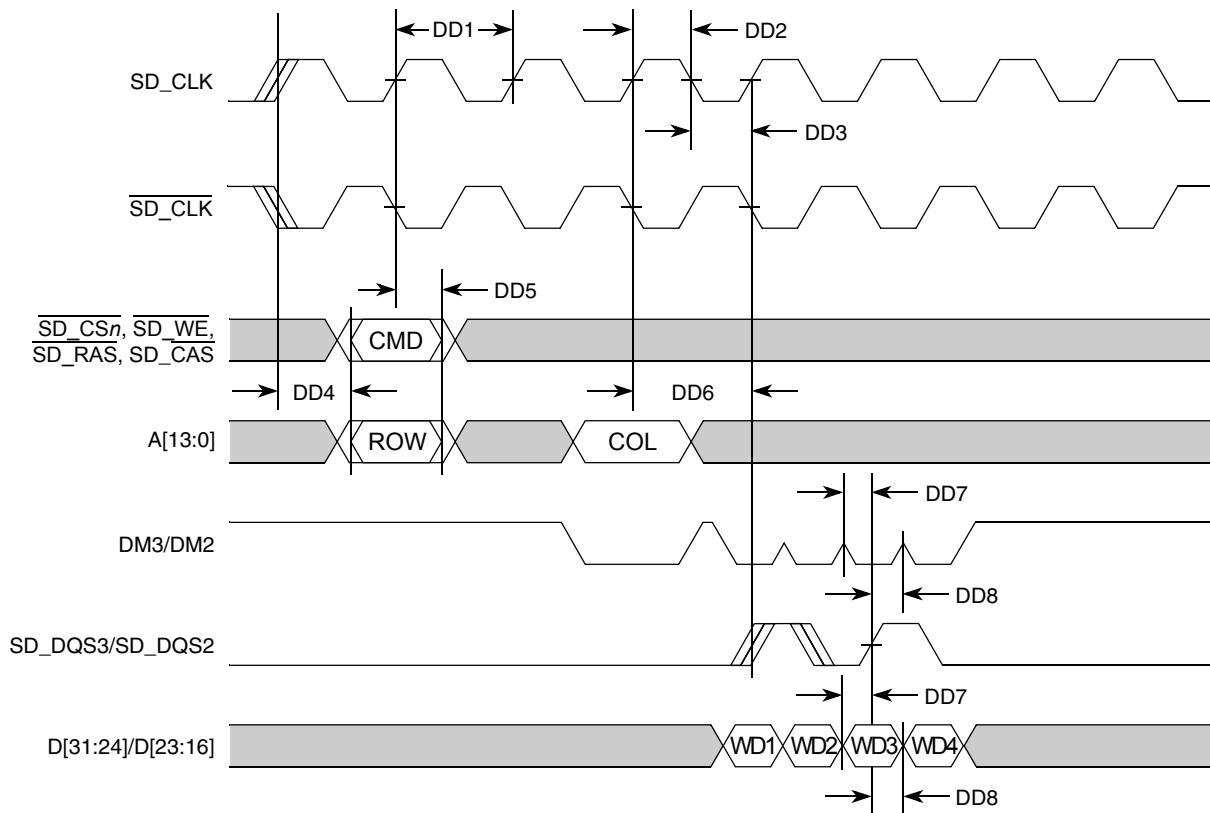 DD1
DD2
SD_CLK
DD3
SD_CLK
DD5
SD_CSn, SD_WE,
SD_RAS, SD_CAS
CMD
DD4
DD6
A[13:0]
ROW
COL
DD7
DM3/DM2
DD8
SD_DQS3/SD_DQS2
DD7
D[31:24]/D[23:16]
WD1
WD2
WD3
WD4
DD8